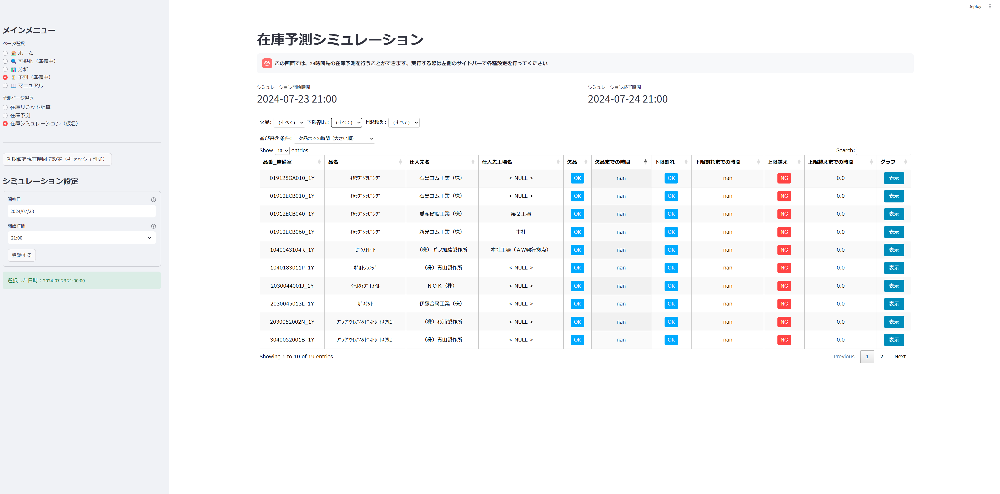 Deploy
メインメニュー
ページ選択
ホーム
可視化（準備中）
分析
予測（準備中）
マニュアル
予測ページ選択
在庫リミット計算
在庫予測
在庫シミュレーション（仮名）
初期値を現在時間に設定（キャッシュ削除）
シミュレーション設定
開始日
2024/07/23
開始時間
21:00
登録する
選択した日時：2024-07-23 21:00:00
在庫予測シミュレーション
この画面では、24時間先の在庫予測を行うことができます。実行する際は左側のサイドバーで各種設定を行ってください
シミュレーション開始時間 シミュレーション終了時間
2024-07-23 21:00 2024-07-24 21:00
欠品: (すべて) 下限割れ: (すべて) 上限越え: (すべて)
並び替え条件: 欠品までの時間（大きい順）
Show 10 entries Search:
品番_整備室 品名 仕入先名 仕入先工場名 欠品 欠品までの時間 下限割れ 下限割れまでの時間 上限越え 上限越えまでの時間 グラフ
019128GA010_1Y ｷﾔﾂﾌﾟｼﾂﾋﾟﾝｸﾞ 石黒ゴム工業（株） < NULL > OK nan OK nan NG 0.0 表示
01912ECB010_1Y ｷｬｯﾌﾟｼｯﾋﾟﾝｸﾞ 石黒ゴム工業（株） < NULL > OK nan OK nan NG 0.0 表示
01912ECB040_1Y ｷｬｯﾌﾟｼｯﾋﾟﾝｸﾞ 愛産樹脂工業（株） 第２工場 OK nan OK nan NG 0.0 表示
01912ECB060_1Y ｷｬｯﾌﾟｼｯﾋﾟﾝｸﾞ 新光ゴム工業（株） 本社 OK nan OK nan NG 0.0 表示
1040043104R_1Y ﾋﾟﾝｽﾄﾚｰﾄ （株）ギフ加藤製作所 本社工場（ＡＷ発行拠点） OK nan OK nan NG 0.0 表示
1040183011P_1Y ﾎﾞﾙﾄﾌﾗﾝｼﾞ （株）青山製作所 < NULL > OK nan OK nan NG 0.0 表示
2030044001J_1Y ｼｰﾙﾀｲﾌﾟTｵｲﾙ ＮＯＫ（株） < NULL > OK nan OK nan NG 0.0 表示
2030045013L_1Y ｶﾞｽｹﾂﾄ 伊藤金属工業（株） < NULL > OK nan OK nan NG 0.0 表示
2030052002N_1Y ﾌﾟﾗｸﾞｳｲｽﾞﾍﾂﾄﾞｽﾄﾚｰﾄｽｸﾘﾕｰ （株）杉浦製作所 < NULL > OK nan OK nan NG 0.0 表示
3040052001B_1Y ﾌﾟﾗｸﾞｳｲｽﾞﾍﾂﾄﾞｽﾄﾚｰﾄｽｸﾘﾕｰ （株）青山製作所 < NULL > OK nan OK nan NG 0.0 表示
Showing 1 to 10 of 19 entries Previous 1 2 Next